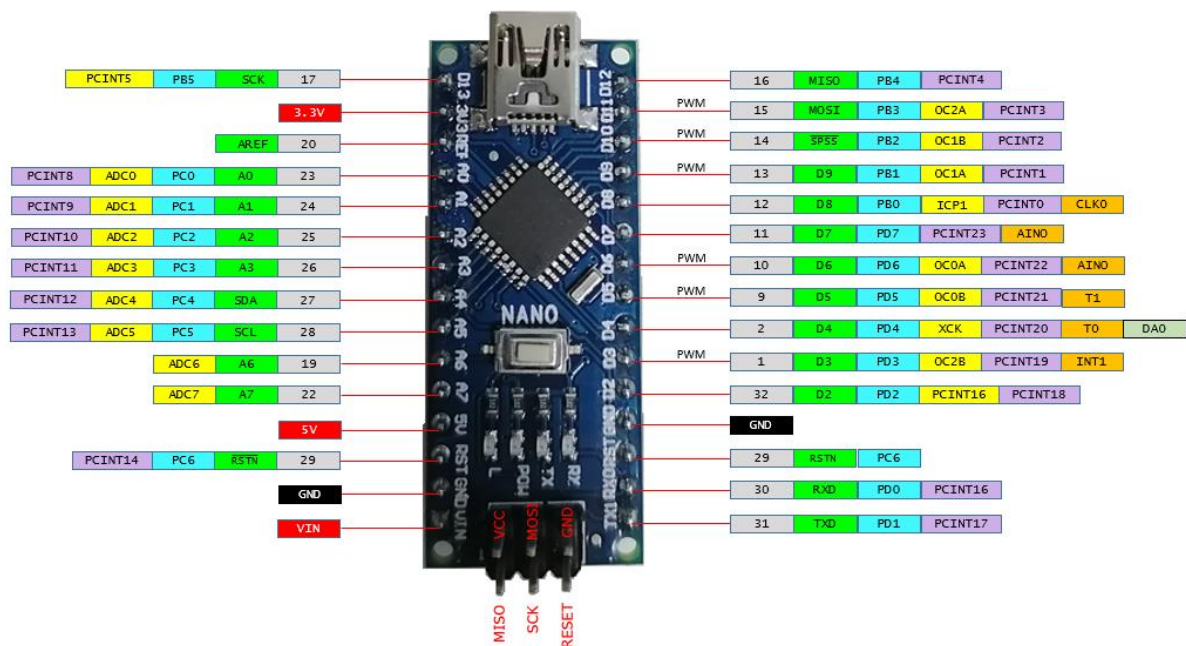 PCINT5 PB5 SCK 17
3.3V
AREF 20
PCINT8 ADC0 PC0 A0 23
PCINT9 ADC1 PC1 A1 24
PCINT10 ADC2 PC2 A2 25
PCINT11 ADC3 PC3 A3 26
PCINT12 ADC4 PC4 SDA 27
PCINT13 ADC5 PC5 SCL 28
ADC6 A6 19
ADC7 A7 22
5V
PCINT14 PC6 RSTN 29
GND
VIN
D13
3V3
REF
A0
A1
A2
A3
A4
A5
A6
A7
5V
RST
GND
VIN
NANO
L
POW
TX
RX
D12
D11
D10
D9
D8
D7
D6
D5
D4
D3
D2
GND
RST
RX0
TX1
VCC
MOSI
GND
MISO
SCK
RESET
16 MISO PB4 PCINT4
PWM 15 MOSI PB3 OC2A PCINT3
PWM 14 SPSS PB2 OC1B PCINT2
PWM 13 D9 PB1 OC1A PCINT1
12 D8 PB0 ICP1 PCINT0 CLK0
11 D7 PD7 PCINT23 AIN0
PWM 10 D6 PD6 OC0A PCINT22 AIN0
PWM 9 D5 PD5 OC0B PCINT21 T1
2 D4 PD4 XCK PCINT20 T0 DA0
PWM 1 D3 PD3 OC2B PCINT19 INT1
32 D2 PD2 PCINT16 PCINT18
GND
29 RSTN PC6
30 RXD PD0 PCINT16
31 TXD PD1 PCINT17